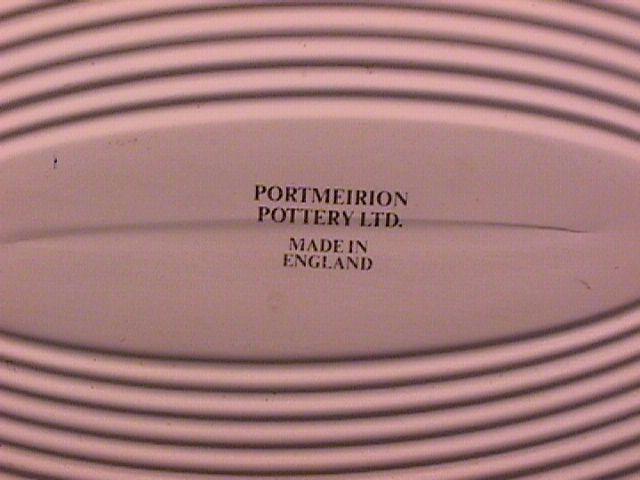 PORTMEIRION
POTTERY LTD.
MADE IN
ENGLAND